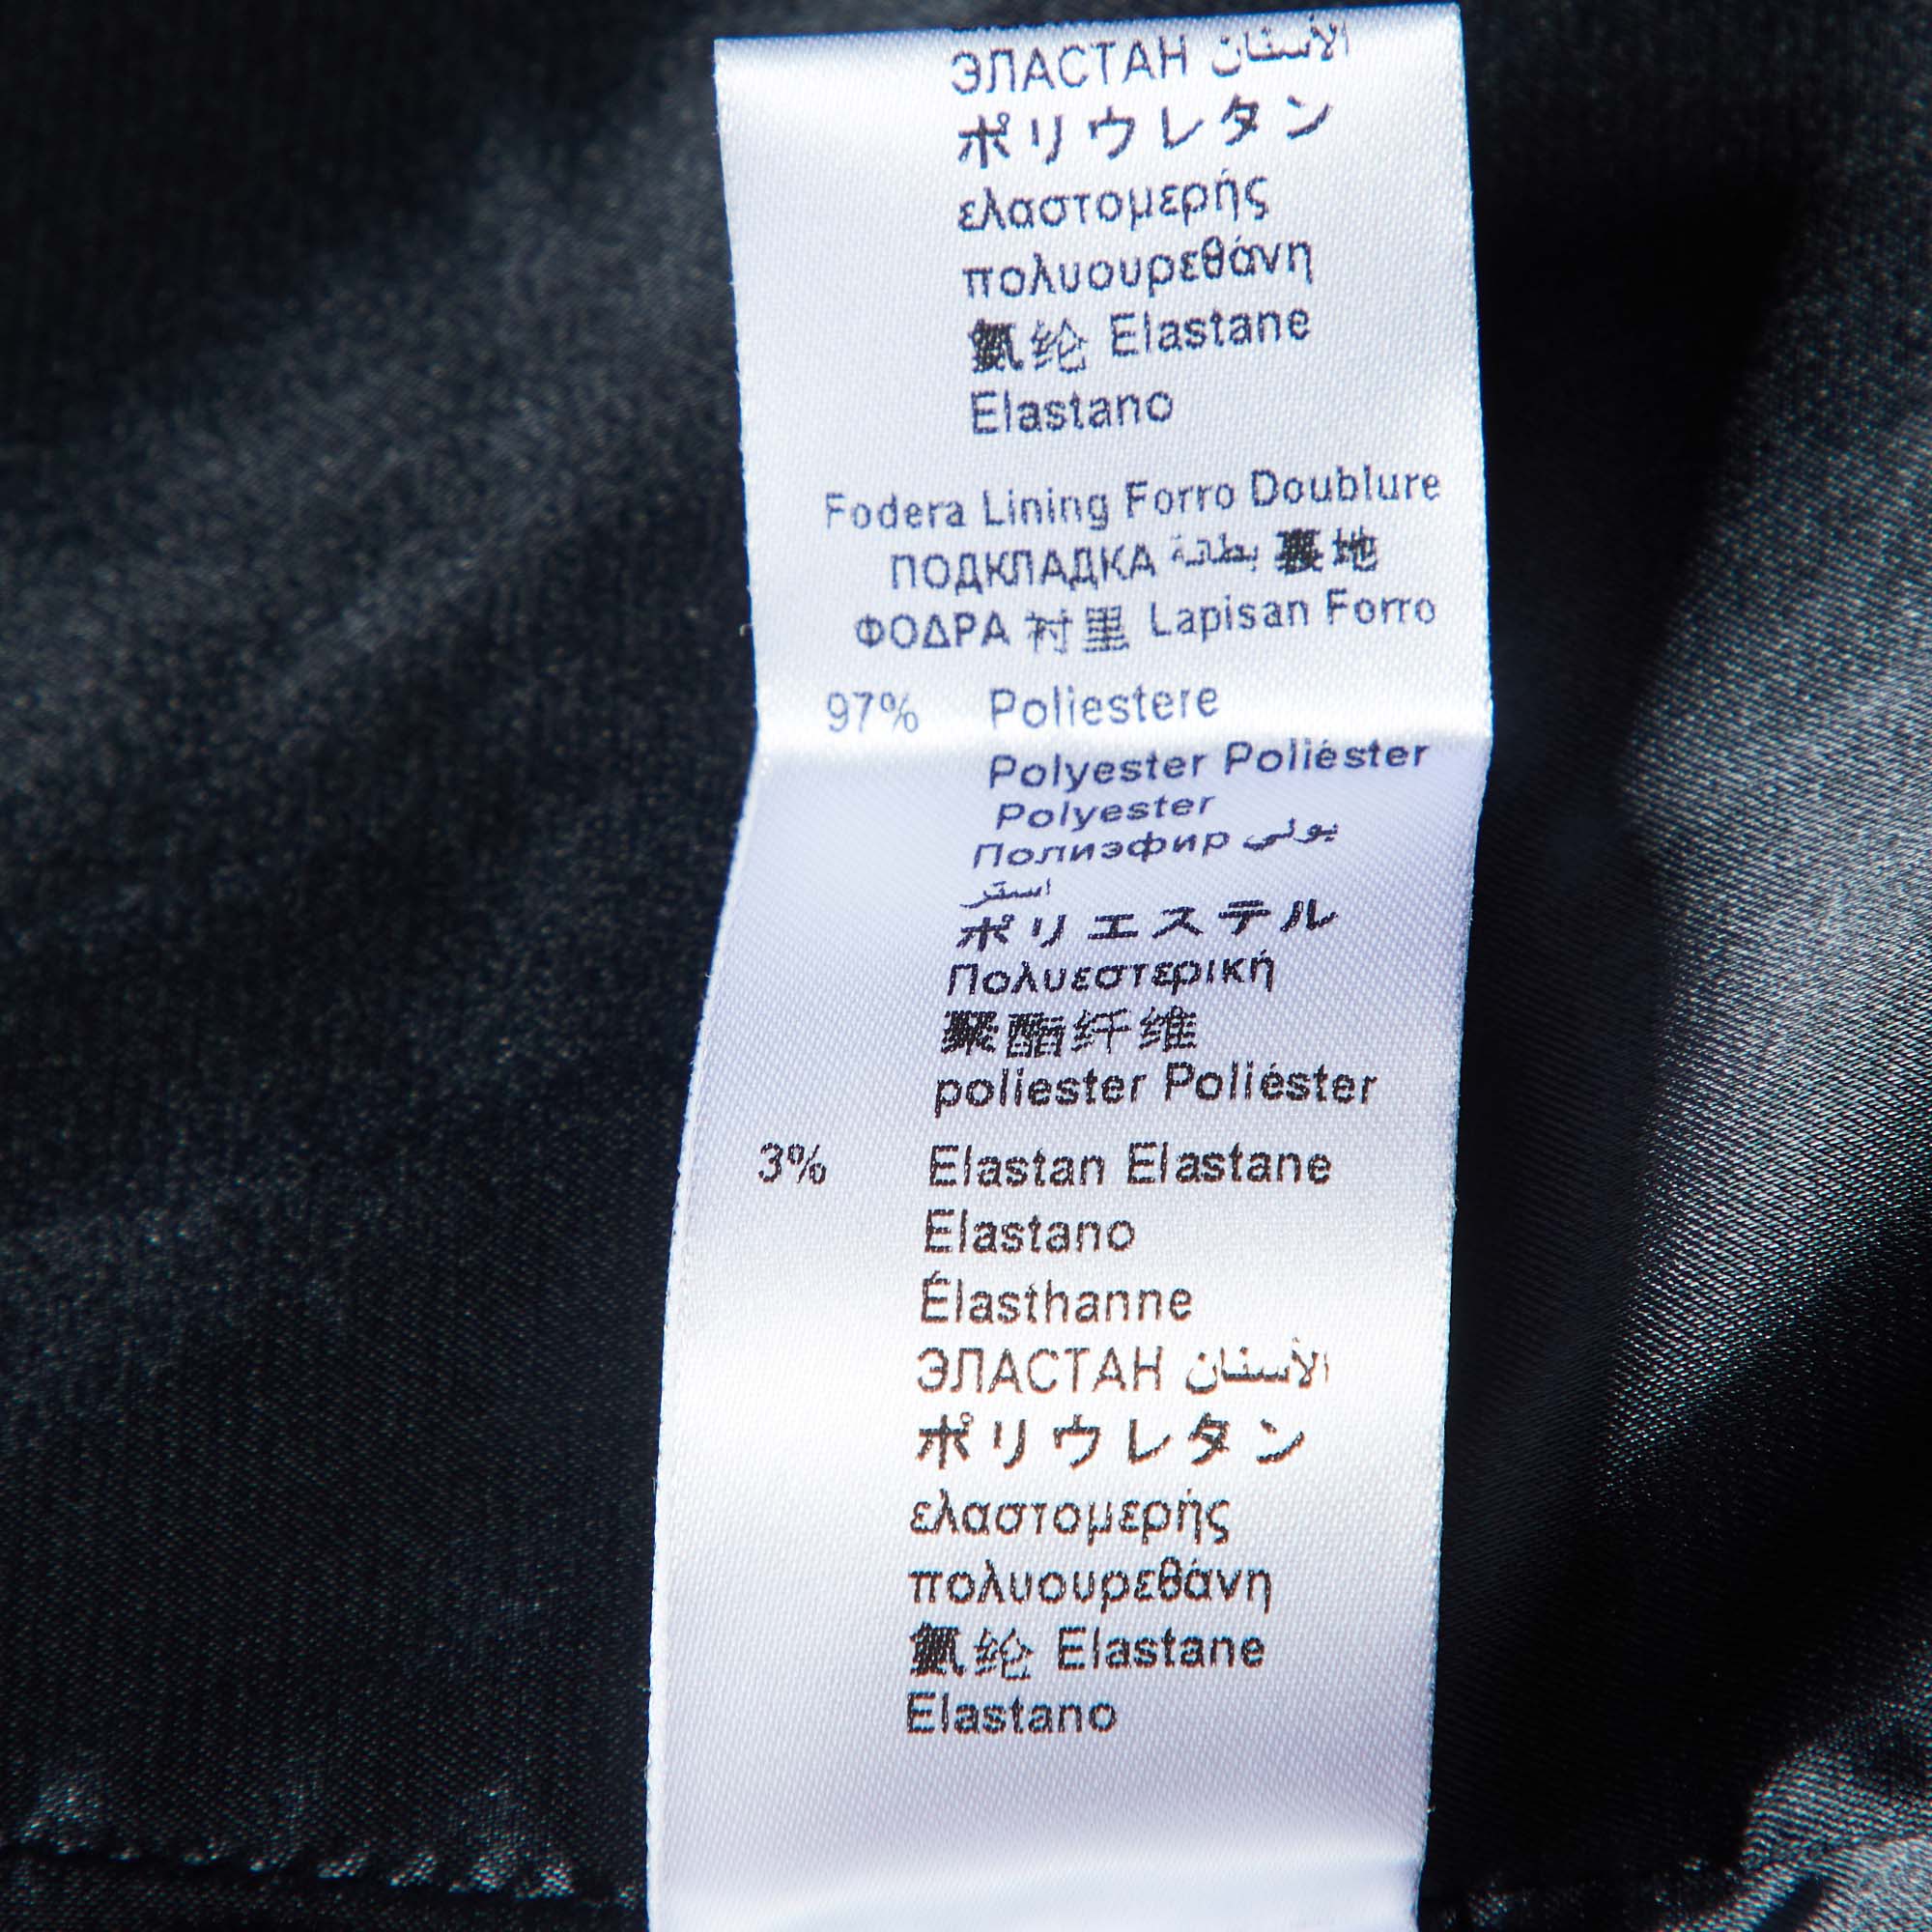 ЭЛАСТАН الأستان
ポリウレタン
ελαστομερής
πολυουρεθάνη
氨纶 Elastane
Elastano
Fodera Lining Forro Doublure
ПОДКЛАДКА بطانة 裏地
ΦΟΔΡΑ 衬里 Lapisan Forro
97% Poliestere
Polyester Poliéster
Polyester
Полиэфир بولي
استر
ポリエステル
Πολυεστερική
聚酯纤维
poliester Poliéster
3% Elastan Elastane
Elastano
Élasthanne
ЭЛАСТАН الأستان
ポリウレタン
ελαστομερής
πολυουρεθάνη
氨纶 Elastane
Elastano